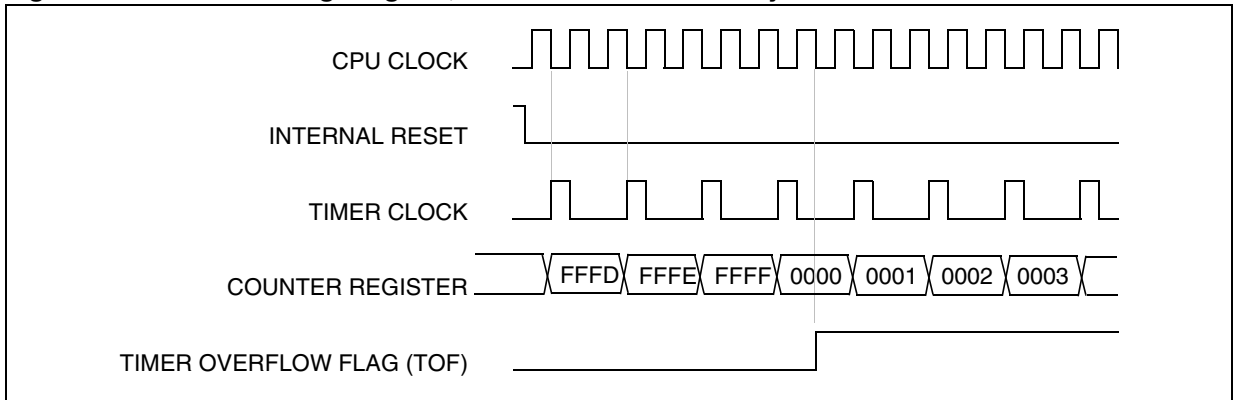 CPU CLOCK
INTERNAL RESET
TIMER CLOCK
COUNTER REGISTER FFFD FFFE FFFF 0000 0001 0002 0003
TIMER OVERFLOW FLAG (TOF)